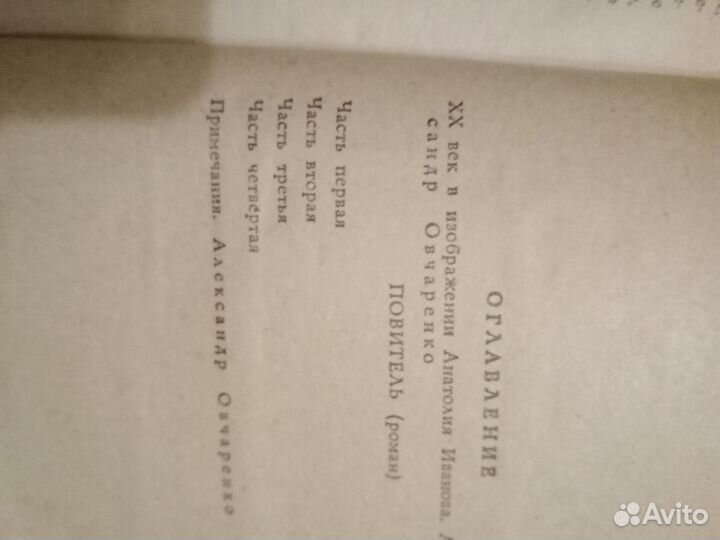 ОГЛАВЛЕНИЕ
XX век в изображении Анатолия Иванова. А
сандр Овчаренко
ПОВИТЕЛЬ (роман)
Часть первая
Часть вторая
Часть третья
Часть четвертая
Примечания. Александр Овчаренко
Avito